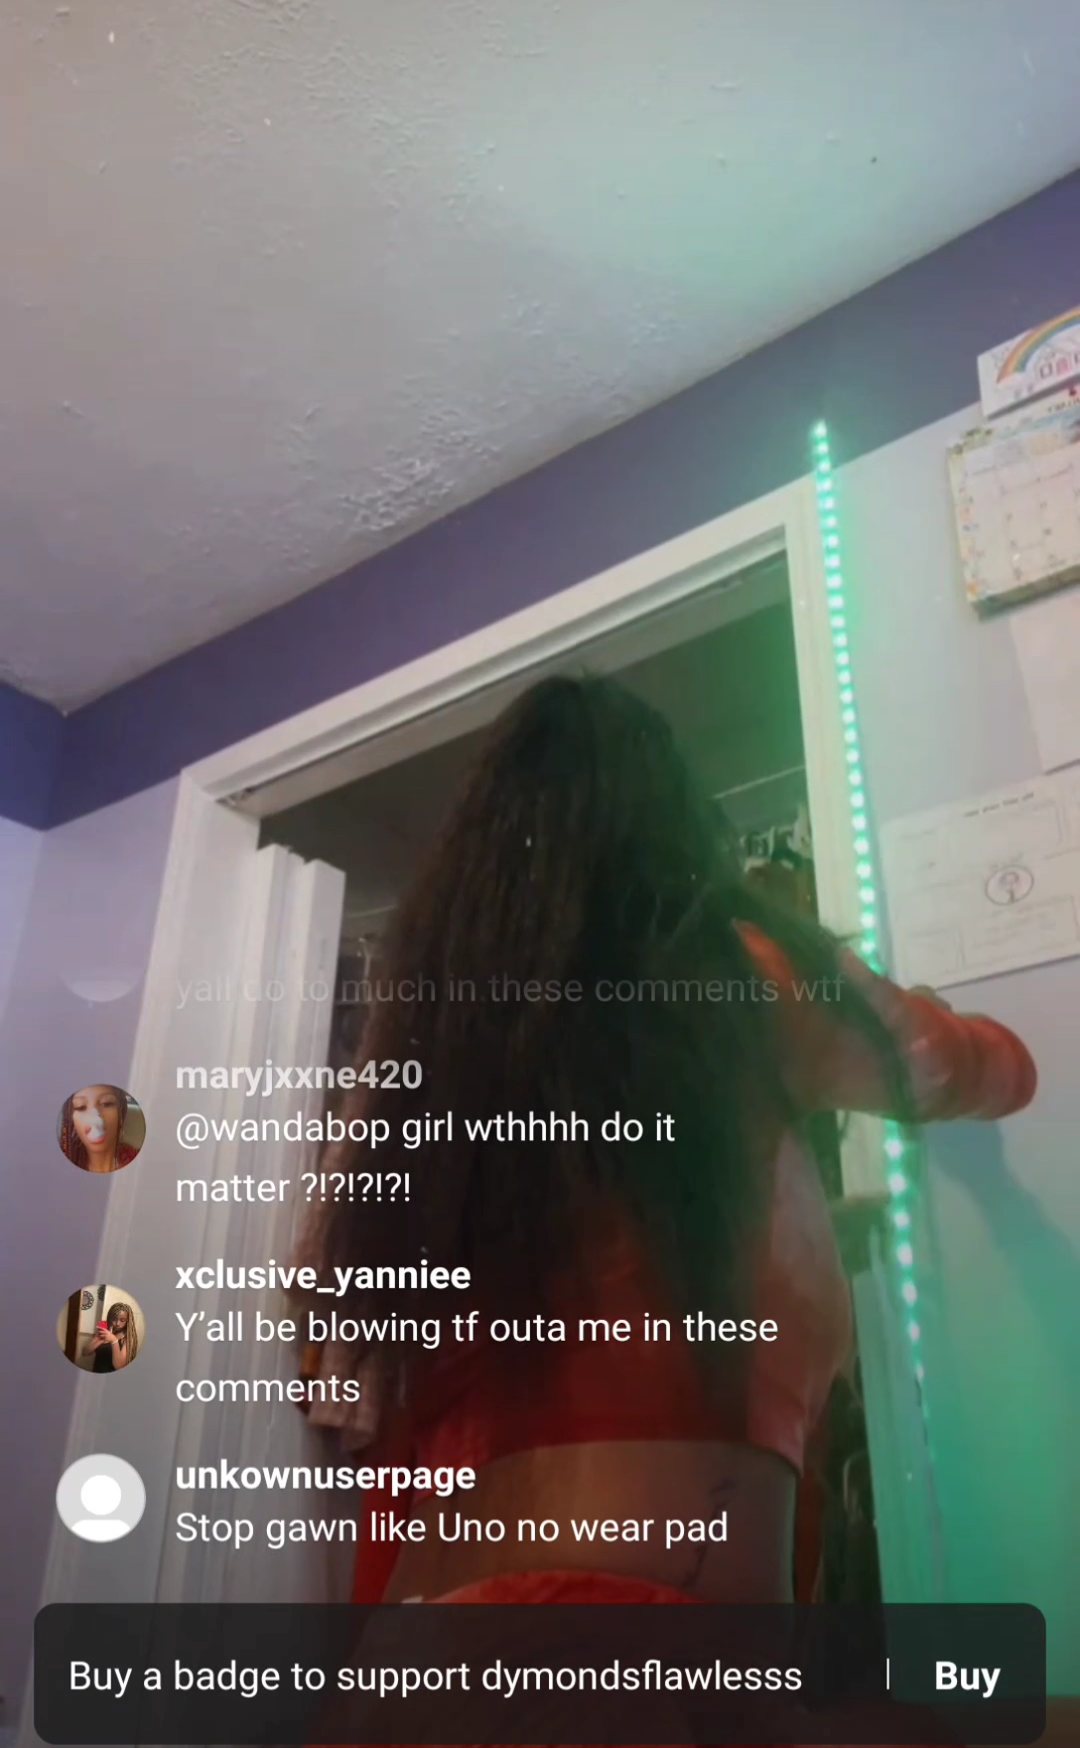 yall do to much in these comments wtf
maryjxxne420
@wandabop girl wthhhh do it
matter ?!?!?!?!
xclusive_yanniee
Y’all be blowing tf outa me in these
comments
unkownuserpage
Stop gawn like Uno no wear pad
Buy a badge to support dymondsflawlesss | Buy